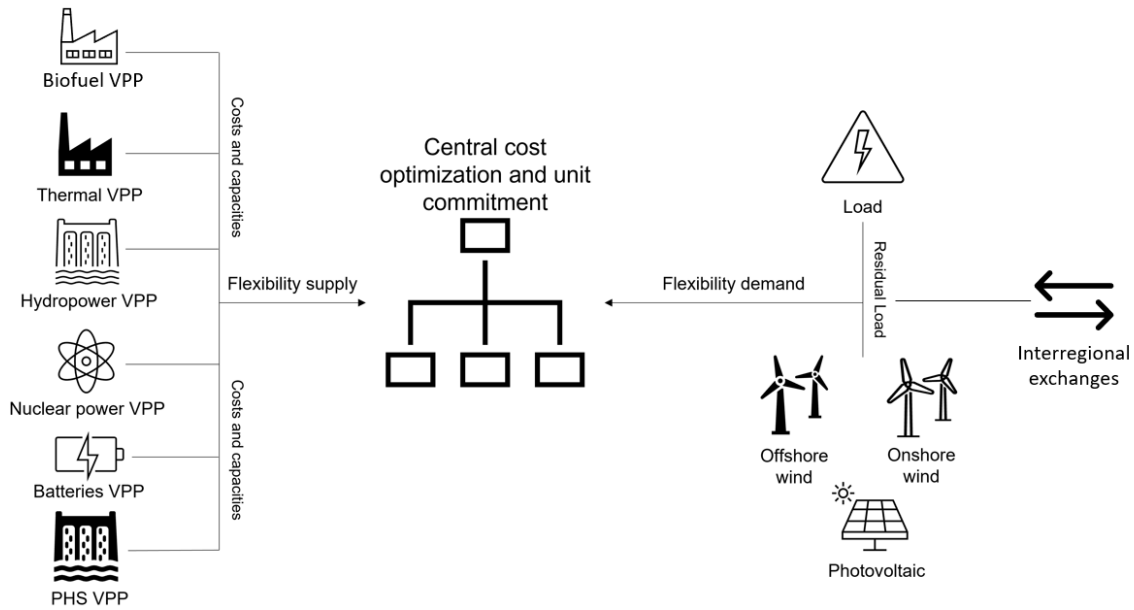 Biofuel VPP
Thermal VPP
Hydropower VPP
Nuclear power VPP
Batteries VPP
PHS VPP
Costs and capacities
Costs and capacities
Flexibility supply
Central cost
optimization and unit
commitment
Flexibility demand
Load
Residual Load
Interregional
exchanges
Offshore
wind
Onshore
wind
Photovoltaic